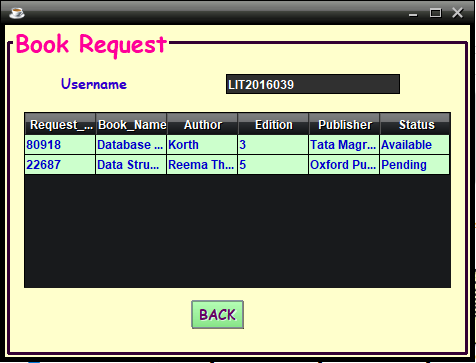 Book Request
Username LIT2016039
Request_... Book_Name Author Edition Publisher Status
80918 Database ... Korth 3 Tata Magr... Available
22687 Data Stru... Reema Th... 5 Oxford Pu... Pending
BACK